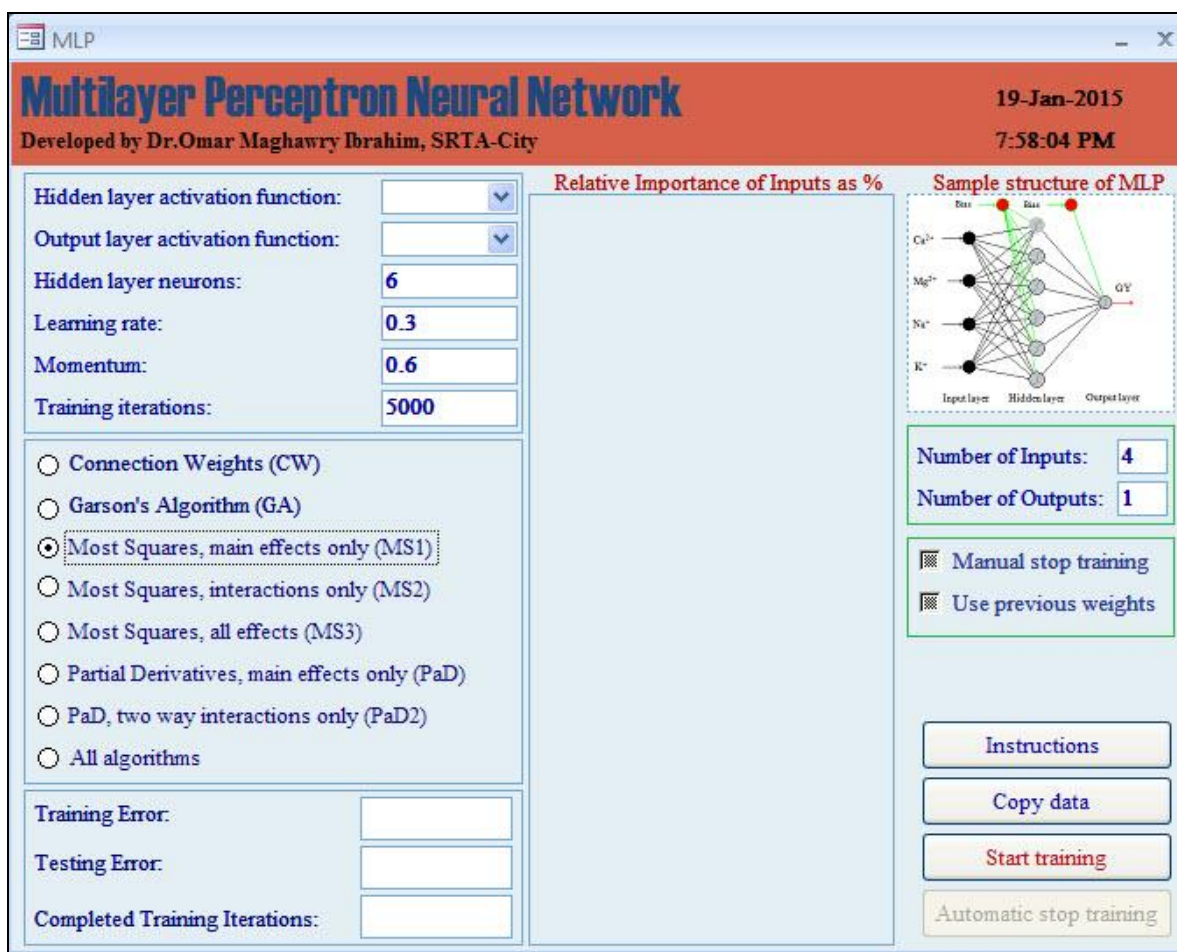 MLP
Multilayer Perceptron Neural Network
Developed by Dr.Omar Maghawry Ibrahim, SRTA-City
19-Jan-2015
7:58:04 PM
Hidden layer activation function:
Output layer activation function:
Hidden layer neurons: 6
Learning rate: 0.3
Momentum: 0.6
Training iterations: 5000
Connection Weights (CW)
Garson's Algorithm (GA)
Most Squares, main effects only (MS1)
Most Squares, interactions only (MS2)
Most Squares, all effects (MS3)
Partial Derivatives, main effects only (PaD)
PaD, two way interactions only (PaD2)
All algorithms
Training Error:
Testing Error:
Completed Training Iterations:
Relative Importance of Inputs as %
Sample structure of MLP
Bias Bias
Ca²⁺
Mg²⁺
Na⁺
K⁺
GY
Input layer Hidden layer Output layer
Number of Inputs: 4
Number of Outputs: 1
Manual stop training
Use previous weights
Instructions
Copy data
Start training
Automatic stop training